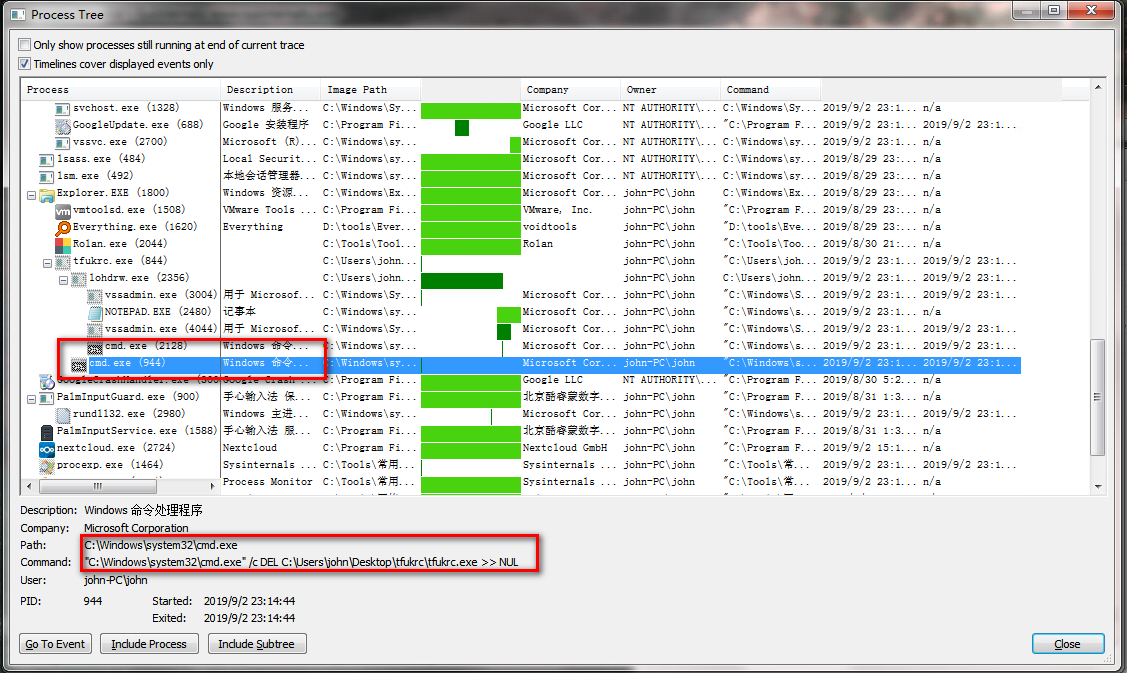 Process Tree
Only show processes still running at end of current trace
Timelines cover displayed events only
Process Description Image Path Company Owner Command
svchost.exe (1328) Windows 服务... C:\Windows\Sy... Microsoft Cor... NT AUTHORITY\... C:\Windows\Sy... 2019/9/2 23:1... n/a
GoogleUpdate.exe (688) Google 安装程序 C:\Program Fi... Google LLC NT AUTHORITY\... "C:\Program F... 2019/9/2 23:1... 2019/9/2 23:1...
vssvc.exe (2700) Microsoft (R)... C:\Windows\sy... Microsoft Cor... NT AUTHORITY\... C:\Windows\sy... 2019/9/2 23:1... n/a
lsass.exe (484) Local Securit... C:\Windows\sy... Microsoft Cor... NT AUTHORITY\... C:\Windows\sy... 2019/8/29 23:... n/a
lsm.exe (492) 本地会话管理器... C:\Windows\sy... Microsoft Cor... NT AUTHORITY\... C:\Windows\sy... 2019/8/29 23:... n/a
Explorer.EXE (1800) Windows 资源... C:\Windows\Ex... Microsoft Cor... john-PC\john C:\Windows\Ex... 2019/8/29 23:... n/a
vmtoolsd.exe (1508) VMware Tools ... C:\Program Fi... VMware, Inc. john-PC\john "C:\Program F... 2019/8/29 23:... n/a
Everything.exe (1620) Everything D:\tools\Ever... voidtools john-PC\john "D:\tools\Eve... 2019/8/29 23:... n/a
Rolan.exe (2044) C:\Tools\Tool... Rolan john-PC\john "C:\Tools\Too... 2019/8/30 21:... n/a
tfukrc.exe (844) C:\Users\john... john-PC\john "C:\Users\joh... 2019/9/2 23:1... 2019/9/2 23:1...
lohdrw.exe (2356) C:\Users\john... john-PC\john C:\Users\john... 2019/9/2 23:1... 2019/9/2 23:1...
vssadmin.exe (3004) 用于 Microsof... C:\Windows\Sy... Microsoft Cor... john-PC\john "C:\Windows\S... 2019/9/2 23:1... 2019/9/2 23:1...
NOTEPAD.EXE (2480) 记事本 C:\Windows\sy... Microsoft Cor... john-PC\john "C:\Windows\s... 2019/9/2 23:1... n/a
vssadmin.exe (4044) 用于 Microsof... C:\Windows\Sy... Microsoft Cor... john-PC\john "C:\Windows\S... 2019/9/2 23:1... 2019/9/2 23:1...
cmd.exe (2128) Windows 命令... C:\Windows\sy... Microsoft Cor... john-PC\john "C:\Windows\s... 2019/9/2 23:1... 2019/9/2 23:1...
cmd.exe (944) Windows 命令... C:\Windows\sy... Microsoft Cor... john-PC\john "C:\Windows\s... 2019/9/2 23:1... 2019/9/2 23:1...
GoogleCrashHandler.exe Google Crash ... C:\Program Fi... Google LLC NT AUTHORITY\... "C:\Program F... 2019/8/30 5:2... n/a
PalmInputGuard.exe (900) 手心输入法 保... C:\Program Fi... 北京酷睿蒙数字... john-PC\john "C:\Program F... 2019/8/31 1:3... n/a
rundll32.exe (2980) Windows 主进... C:\Windows\sy... Microsoft Cor... john-PC\john "C:\Windows\s... 2019/9/2 23:1... 2019/9/2 23:1...
PalmInputService.exe (1588) 手心输入法 服... C:\Program Fi... 北京酷睿蒙数字... john-PC\john "C:\Program F... 2019/8/31 1:3... n/a
nextcloud.exe (2724) Nextcloud C:\Program Fi... Nextcloud GmbH john-PC\john "C:\Program F... 2019/9/2 15:1... n/a
procexp.exe (1464) Sysinternals ... C:\Tools\常用... Sysinternals ... john-PC\john "C:\Tools\常... 2019/9/2 23:1... 2019/9/2 23:1...
Process Monitor C:\Tools\常用... Sysinternals ... john-PC\john "C:\Tools\常... 2019/9/2 23:1... n/a
Description: Windows 命令处理程序
Company: Microsoft Corporation
Path: C:\Windows\system32\cmd.exe
Command: "C:\Windows\system32\cmd.exe" /c DEL C:\Users\john\Desktop\tfukrc\tfukrc.exe >> NUL
User: john-PC\john
PID: 944 Started: 2019/9/2 23:14:44
Exited: 2019/9/2 23:14:44
Go To Event Include Process Include Subtree Close